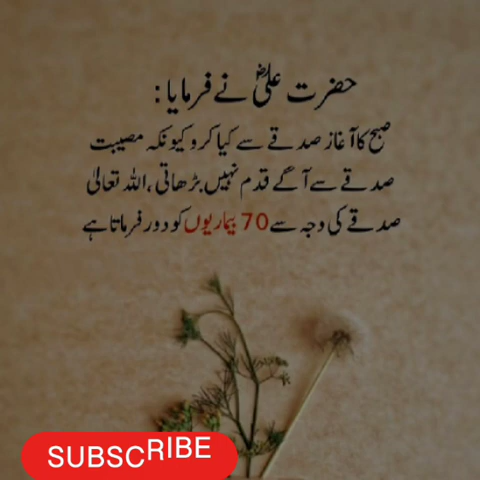 حضرت علیؓ نے فرمایا:
صبح کا آغاز صدقے سے کیا کرو کیونکہ مصیبت
صدقے سے آگے قدم نہیں بڑھاتی، اللہ تعالیٰ
صدقے کی وجہ سے 70 بیماریوں کو دور فرماتا ہے
SUBSCRIBE